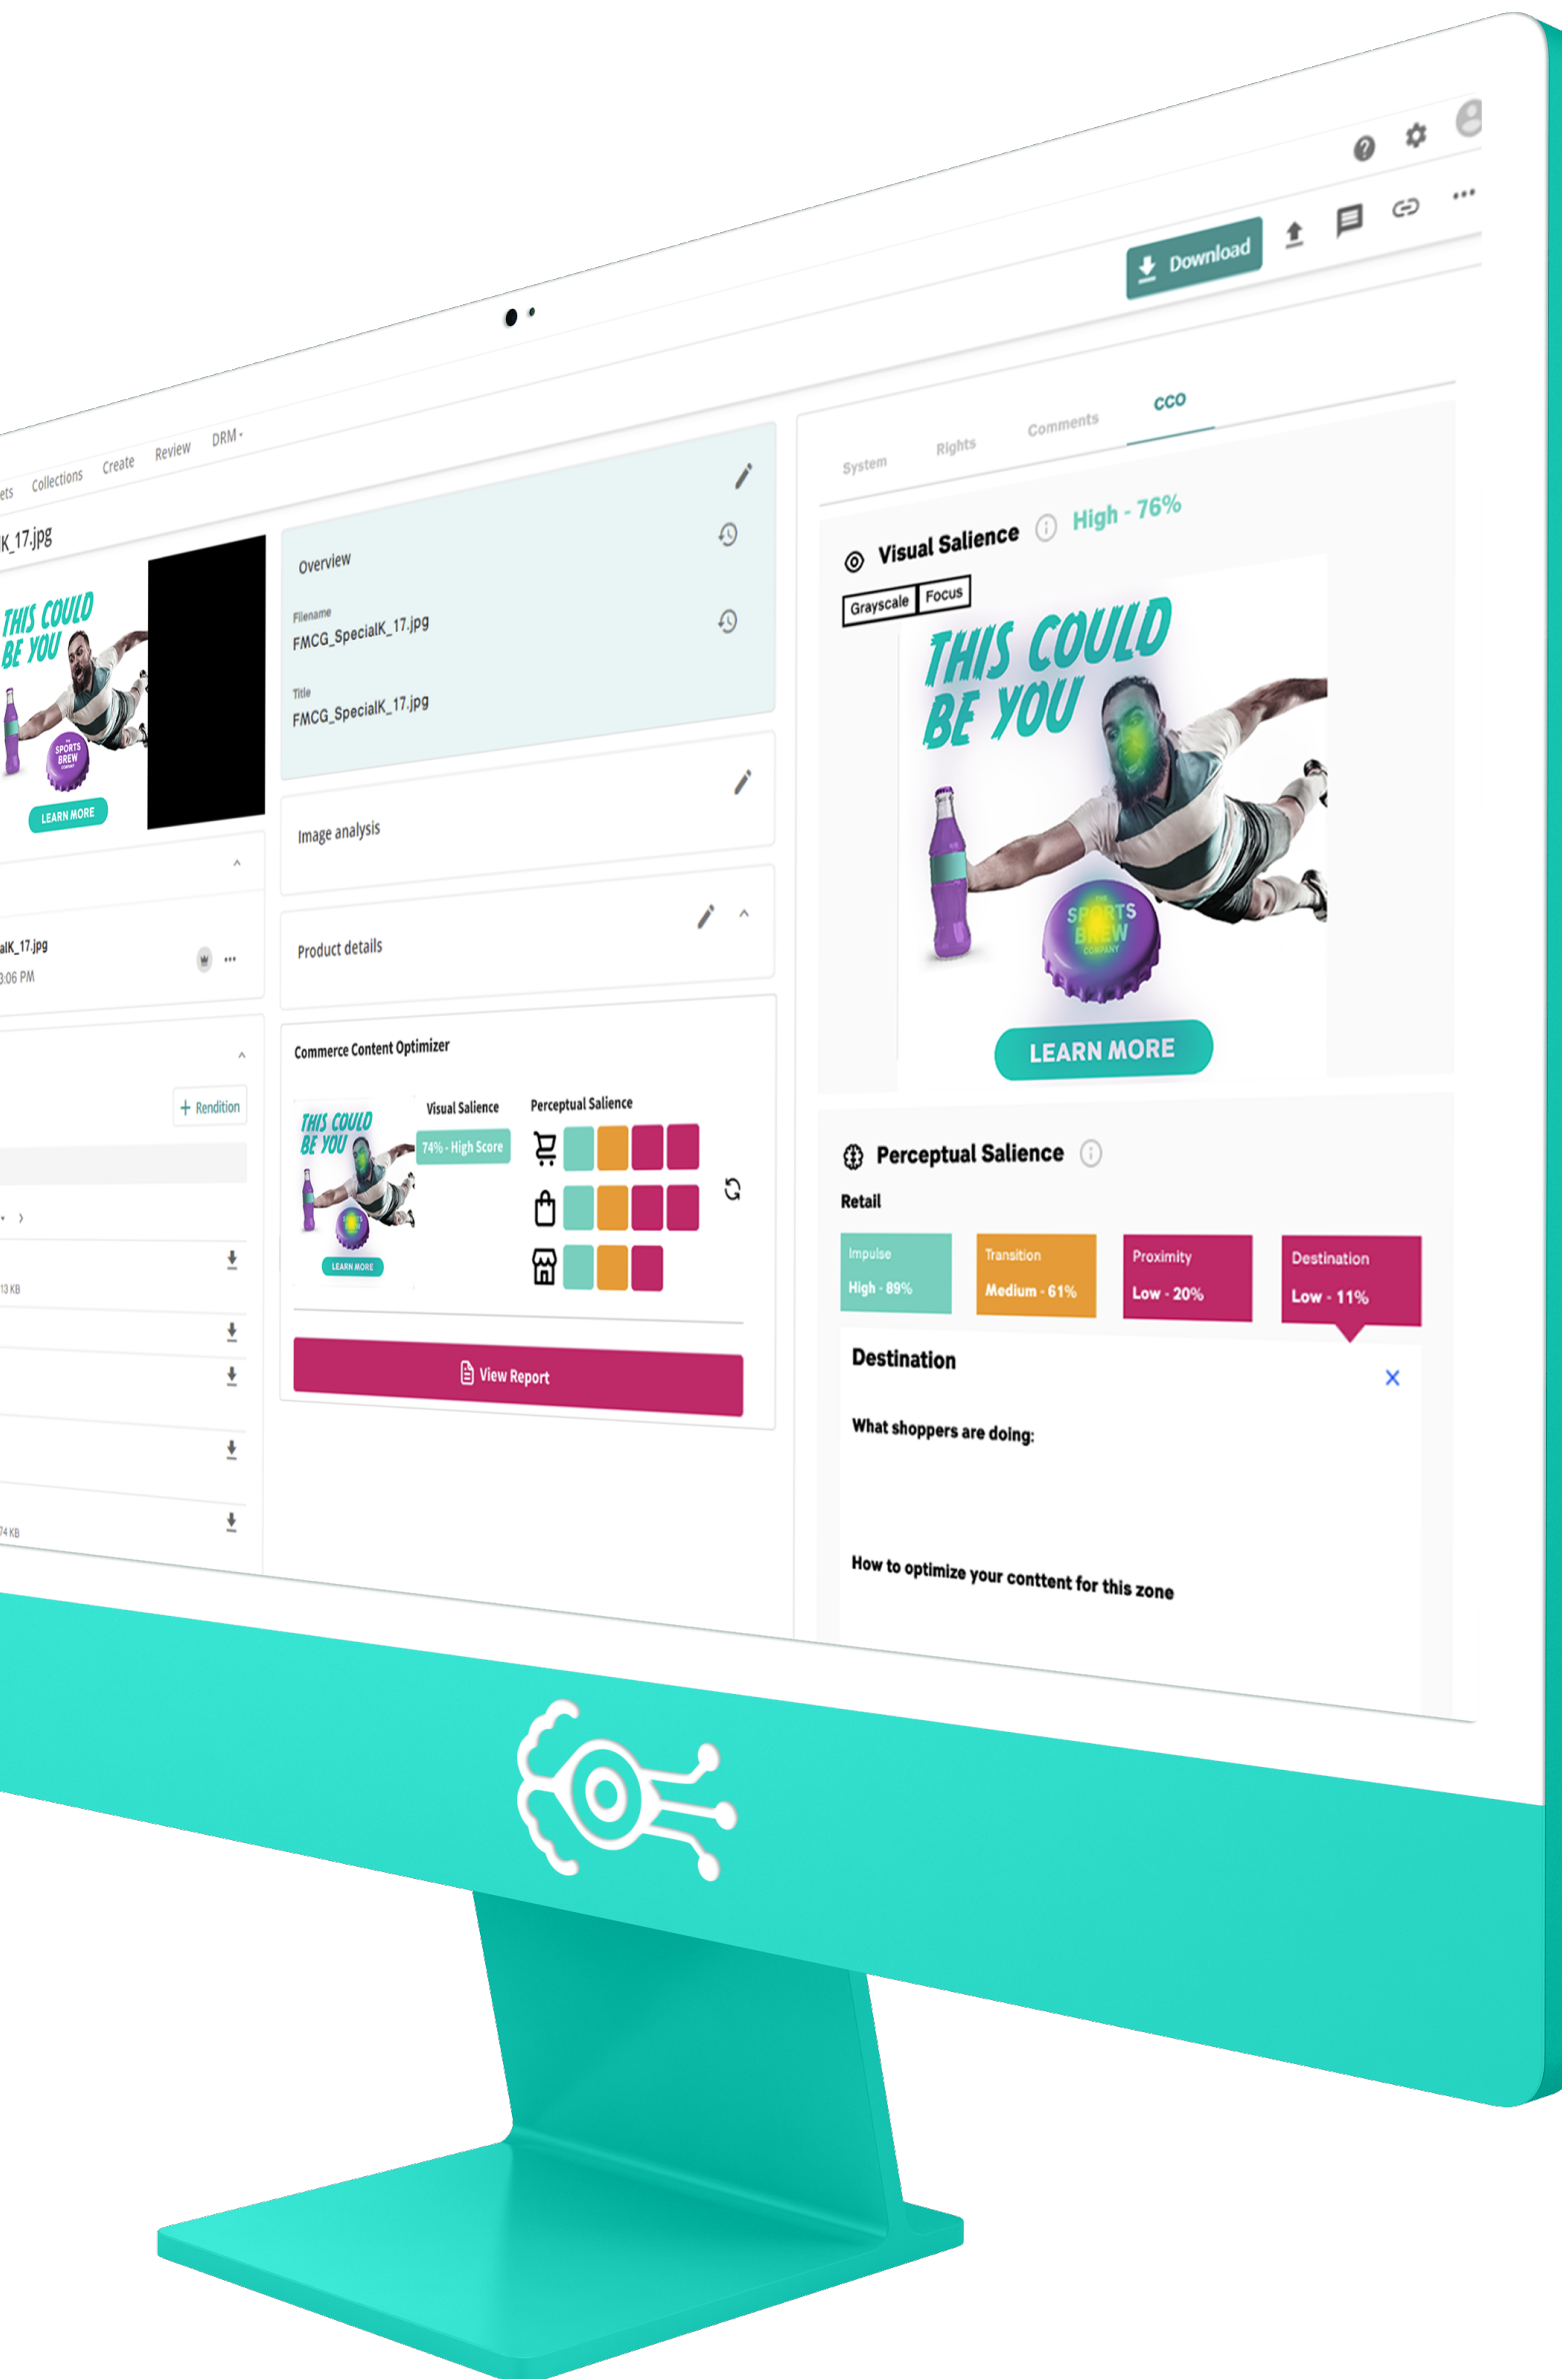 Download
Collections
Create
Review
DRM
K_17.jpg
THIS COULD
BE YOU
THE
SPORTS
BREW
COMPANY
LEARN MORE
alK_17.jpg
3:06 PM
+ Rendition
13 KB
74 KB
Overview
Filename
FMCG_SpecialK_17.jpg
Title
FMCG_SpecialK_17.jpg
Image analysis
Product details
Commerce Content Optimizer
THIS COULD
BE YOU
LEARN MORE
Visual Salience
74% - High Score
Perceptual Salience
View Report
System
Rights
Comments
CCO
Visual Salience
High - 76%
Grayscale
Focus
THIS COULD
BE YOU
THE
SPORTS
BREW
COMPANY
LEARN MORE
Perceptual Salience
Retail
Impulse
High - 89%
Transition
Medium - 61%
Proximity
Low - 20%
Destination
Low - 11%
Destination
What shoppers are doing:
How to optimize your conttent for this zone